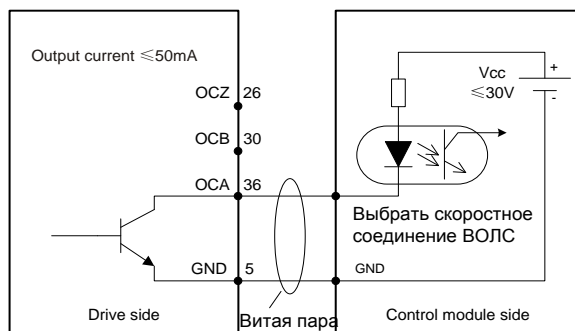 Output current ≤50mA
OCZ 26
OCB 30
OCA 36
GND 5
Drive side
Витая пара
+
Vcc
≤30V
-
Выбрать скоростное
соединение ВОЛС
GND
Control module side